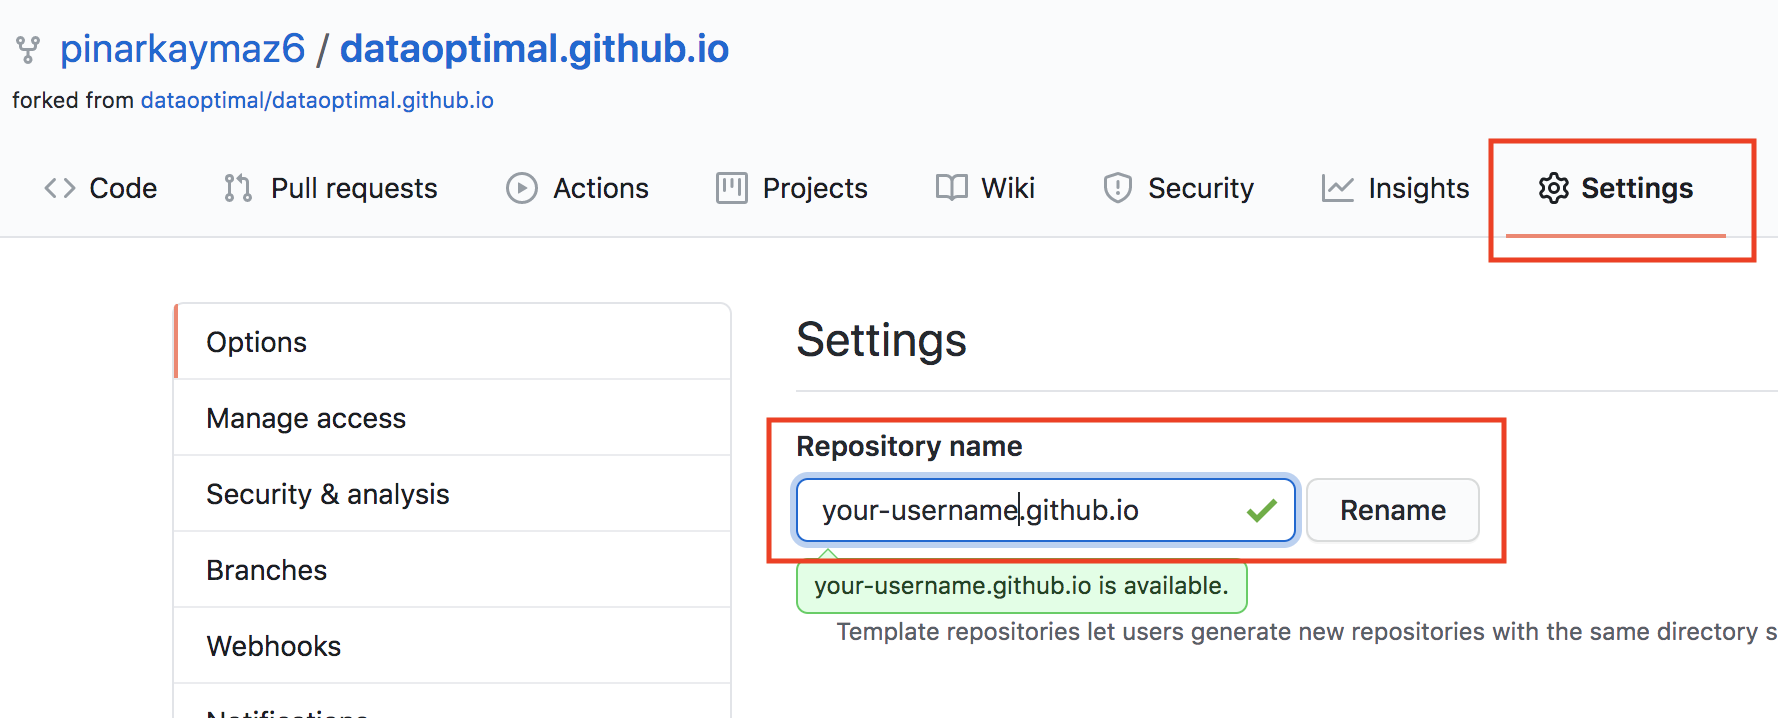 pinarkaymaz6 / dataoptimal.github.io
forked from dataoptimal/dataoptimal.github.io
Code Pull requests Actions Projects Wiki Security Insights Settings
Options
Manage access
Security & analysis
Branches
Webhooks
Notifications
Settings
Repository name
your-username.github.io Rename
your-username.github.io is available.
Template repositories let users generate new repositories with the same directory s